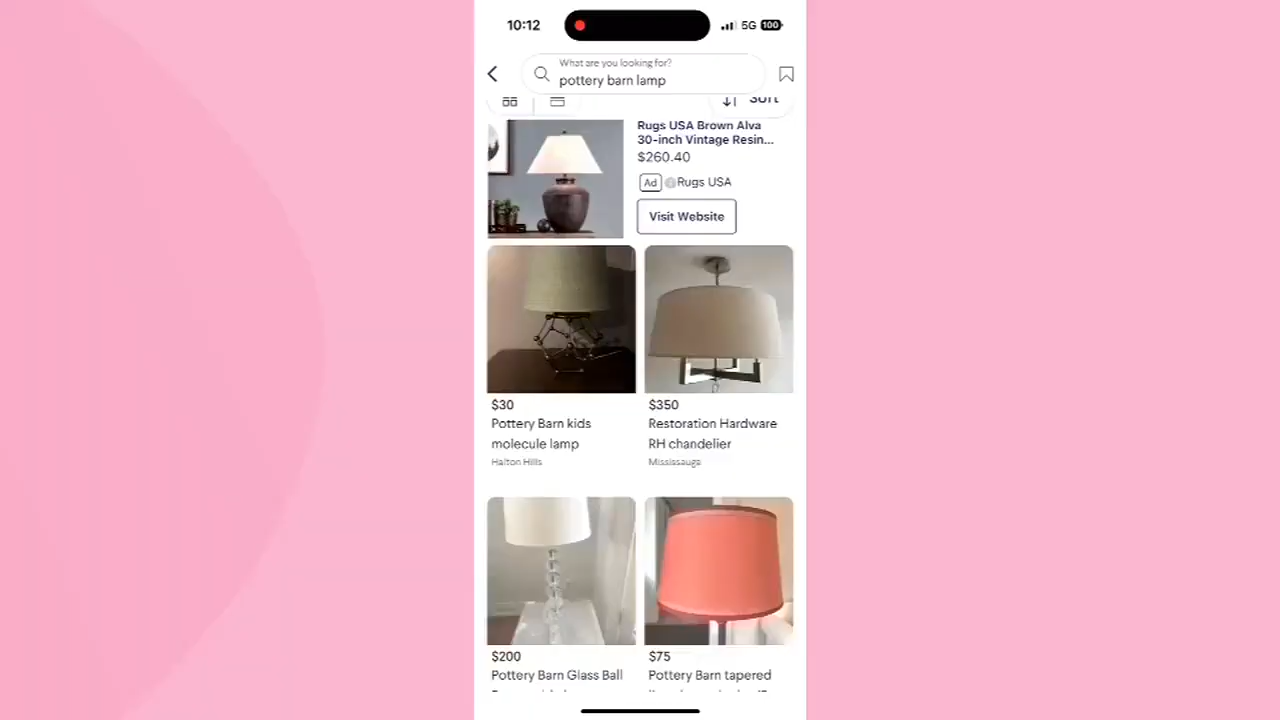 10:12
5G
100
What are you looking for?
pottery barn lamp
Sort
Rugs USA Brown Alva
30-inch Vintage Resin...
$260.40
Ad
Rugs USA
Visit Website
$30
Pottery Barn kids
molecule lamp
Halton Hills
$350
Restoration Hardware
RH chandelier
Mississauga
$200
Pottery Barn Glass Ball
$75
Pottery Barn tapered